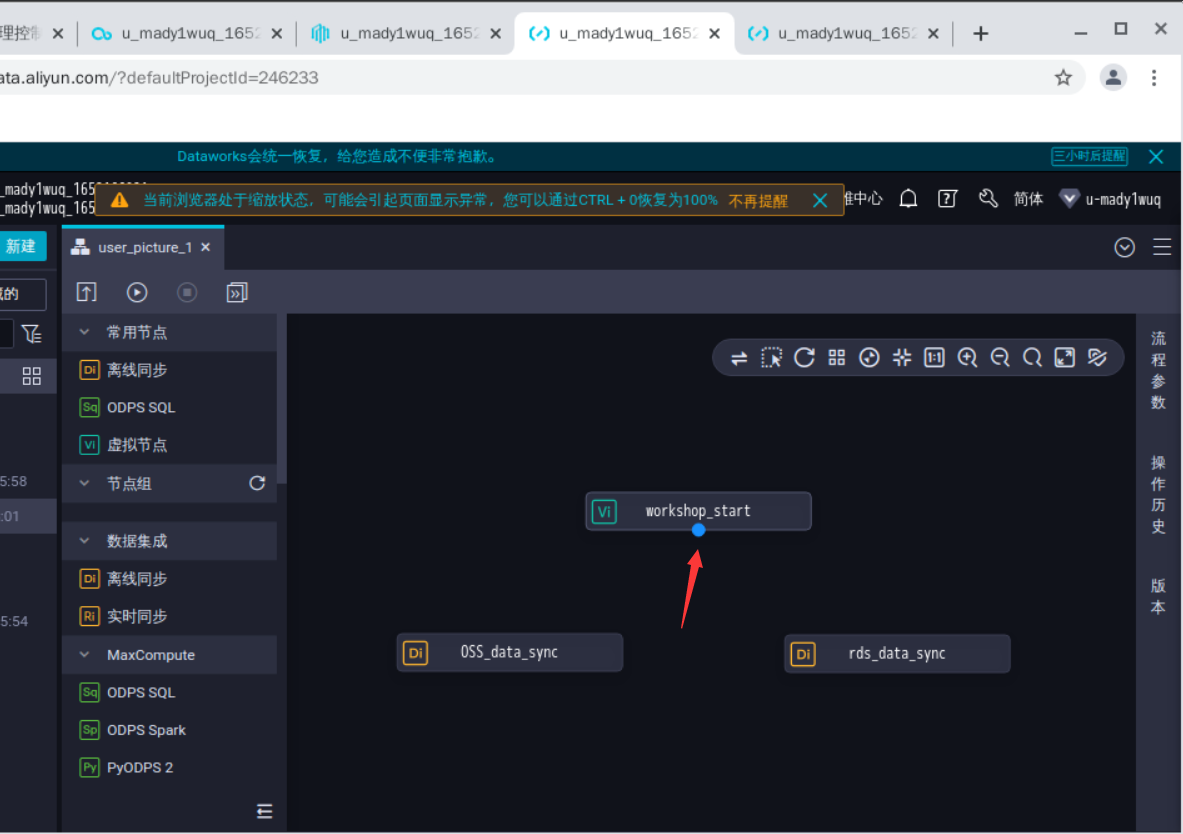 理控制 u_mady1wuq_1652 u_mady1wuq_1652 u_mady1wuq_1652 u_mady1wuq_1652
ata.aliyun.com/?defaultProjectId=246233
Dataworks会统一恢复，给您造成不便非常抱歉。 三小时后提醒
_mady1wuq_165
_mady1wuq_165
当前浏览器处于缩放状态，可能会引起页面显示异常，您可以通过CTRL + 0恢复为100% 不再提醒
中心 简体 u-mady1wuq
新建 user_picture_1
的
常用节点
Di 离线同步
Sq ODPS SQL
Vi 虚拟节点
节点组
5:58
:01
数据集成
Di 离线同步
Ri 实时同步
5:54
MaxCompute
Sq ODPS SQL
Sp ODPS Spark
Py PyODPS 2
1:1
Vi workshop_start
Di OSS_data_sync
Di rds_data_sync
流程参数
操作历史
版本